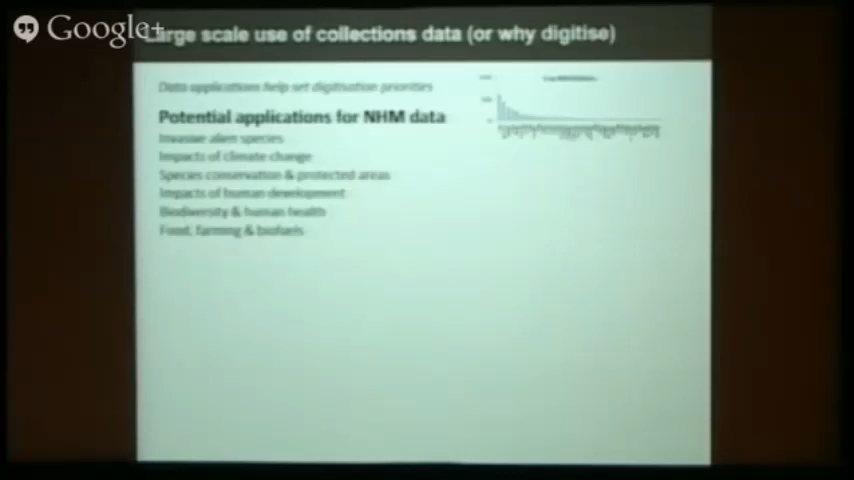 Google+
Large scale use of collections data (or why digitise)
Data applications help set digitisation priorities
Potential applications for NHM data
Invasive alien species
Impacts of climate change
Species conservation & protected areas
Impacts of human development
Biodiversity & human health
Food, farming & biofuels